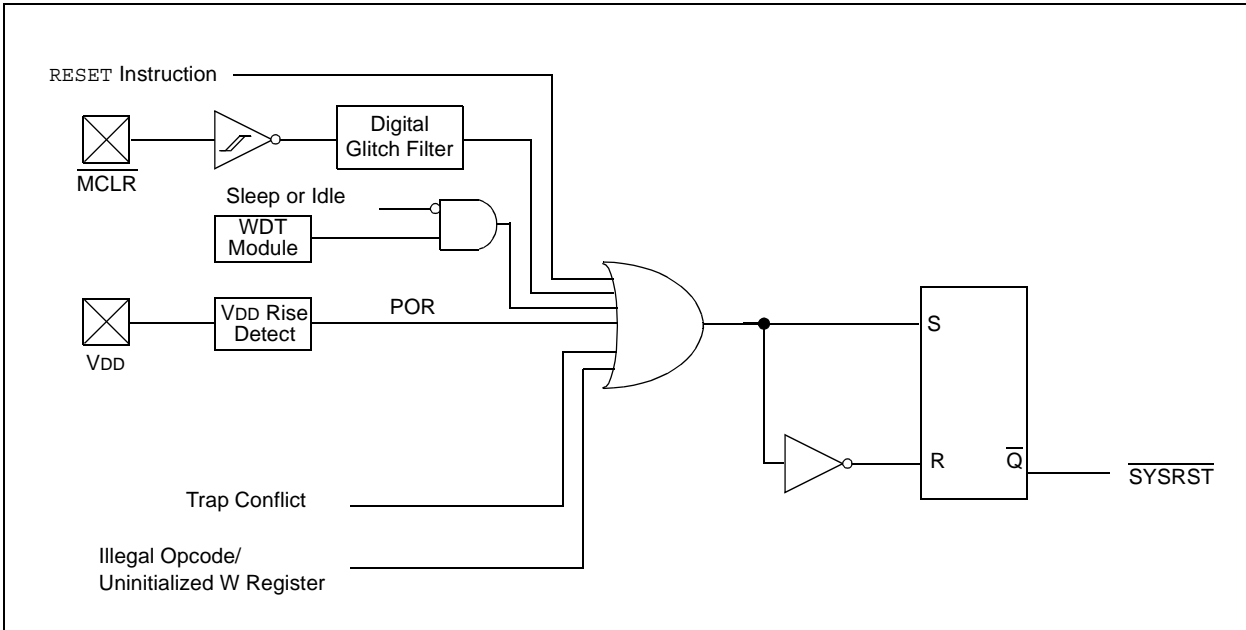 RESET Instruction
Digital
Glitch Filter
MCLR
Sleep or Idle
WDT
Module
VDD Rise
Detect
POR
VDD
S
R
Q
SYSRST
Trap Conflict
Illegal Opcode/
Uninitialized W Register